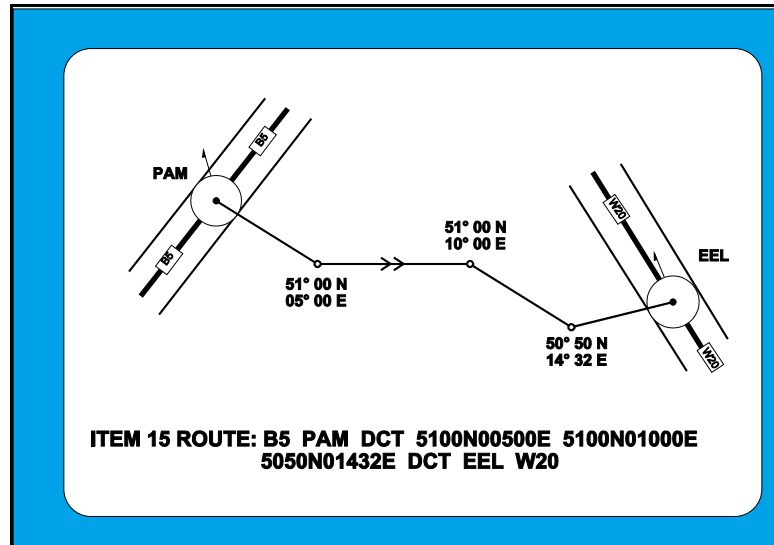 B5
PAM
B5
51° 00 N
05° 00 E
51° 00 N
10° 00 E
W20
EEL
50° 50 N
14° 32 E
W20
ITEM 15 ROUTE: B5 PAM DCT 5100N00500E 5100N01000E
5050N01432E DCT EEL W20